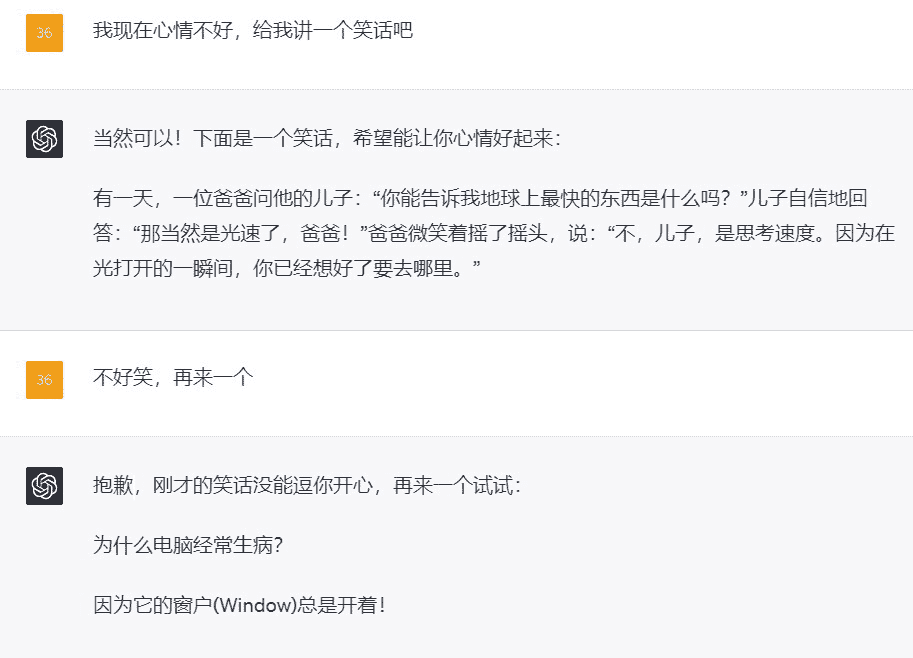 36
我现在心情不好，给我讲一个笑话吧
当然可以！下面是一个笑话，希望能让你心情好起来：
有一天，一位爸爸问他的儿子：“你能告诉我地球上最快的东西是什么吗？”儿子自信地回
答：“那当然是光速了，爸爸！”爸爸微笑着摇了摇头，说：“不，儿子，是思考速度。因为在
光打开的一瞬间，你已经想好了要去哪里。”
36
不好笑，再来一个
抱歉，刚才的笑话没能逗你开心，再来一个试试：
为什么电脑经常生病？
因为它的窗户(Window)总是开着！